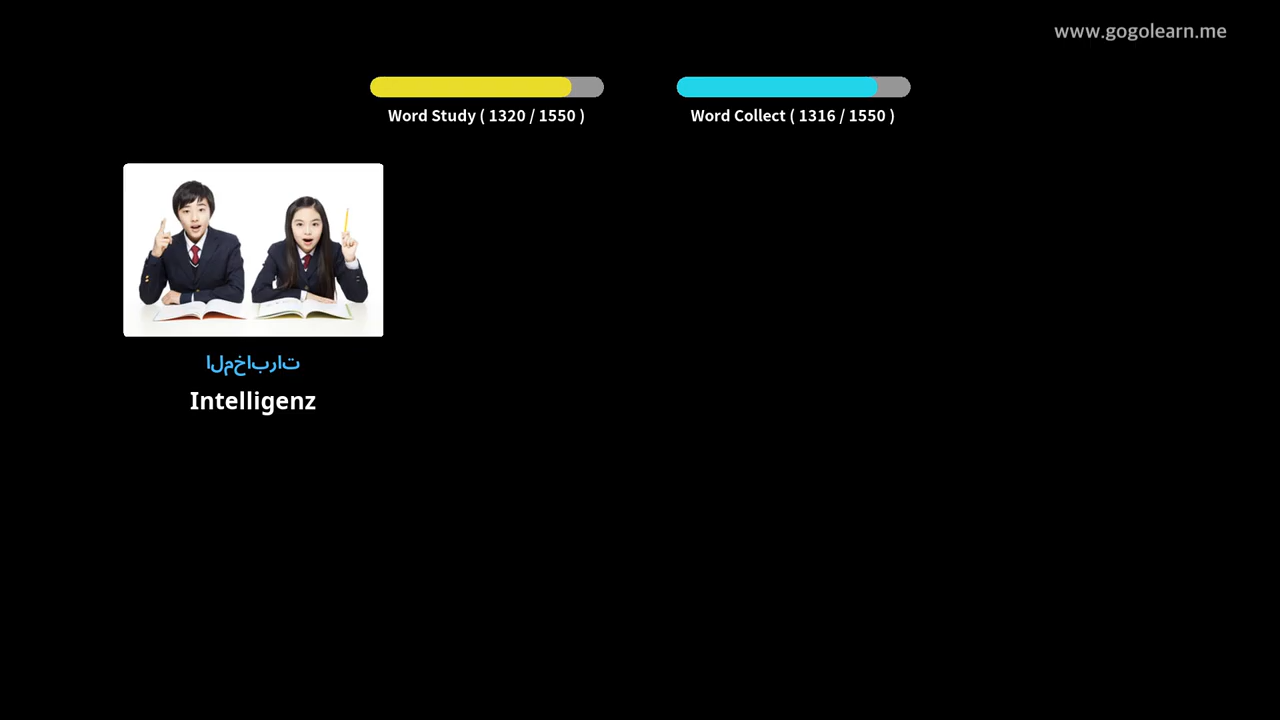 www.gogolearn.me
Word Study ( 1320 / 1550 )
Word Collect ( 1316 / 1550 )
المخابرات
Intelligenz